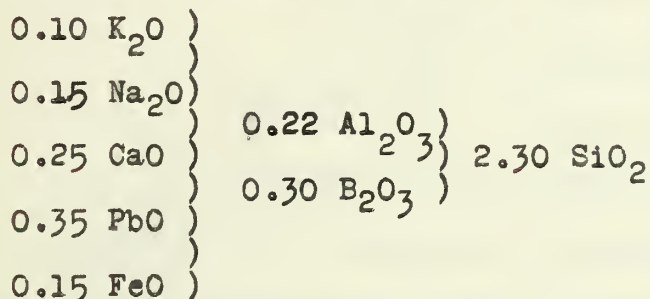 0.10 K₂O )
)
0.15 Na₂O)
)
0.22 Al₂O₃)
0.25 CaO ) ) 2.30 SiO₂
) 0.30 B₂O₃ )
0.35 PbO )
)
0.15 FeO )